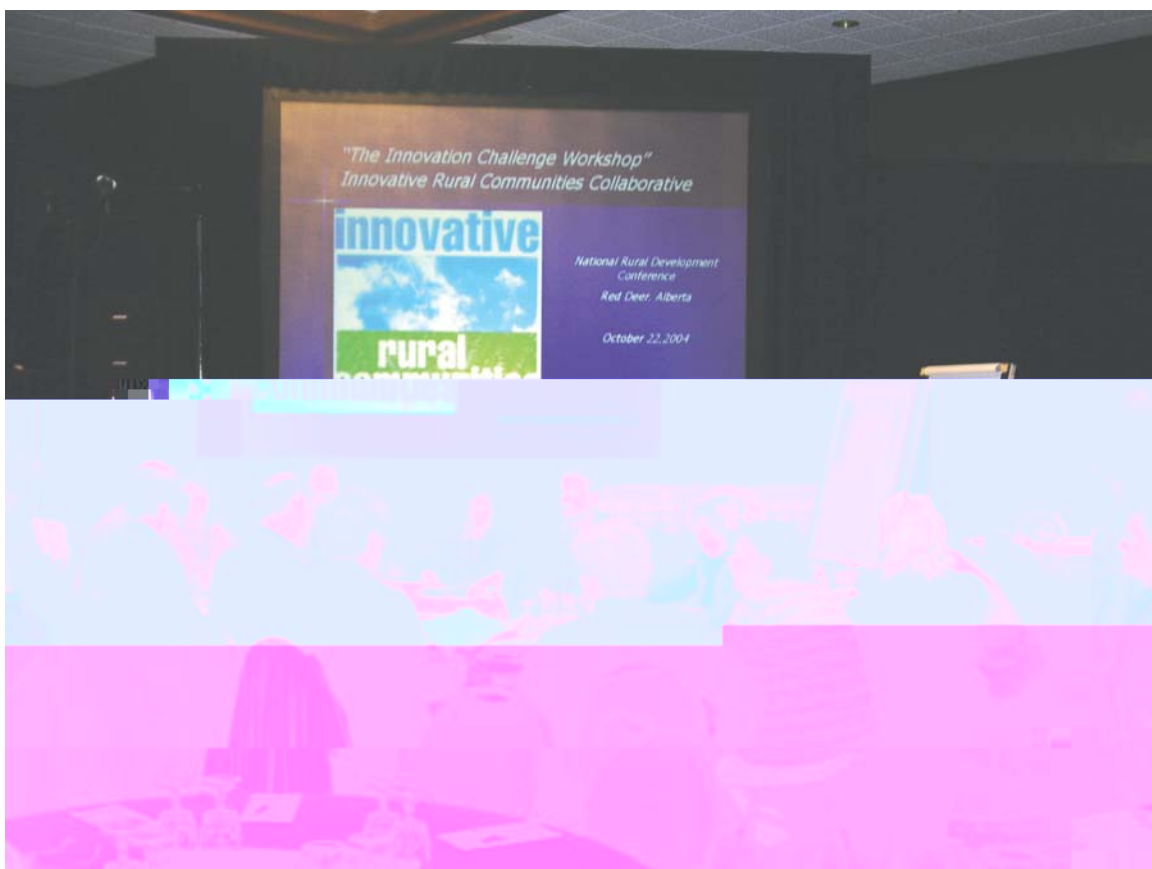 "The Innovation Challenge Workshop"
Innovative Rural Communities Collaborative
innovative
National Rural Development
Conference
Red Deer, Alberta
October 22,2004
rural
communities